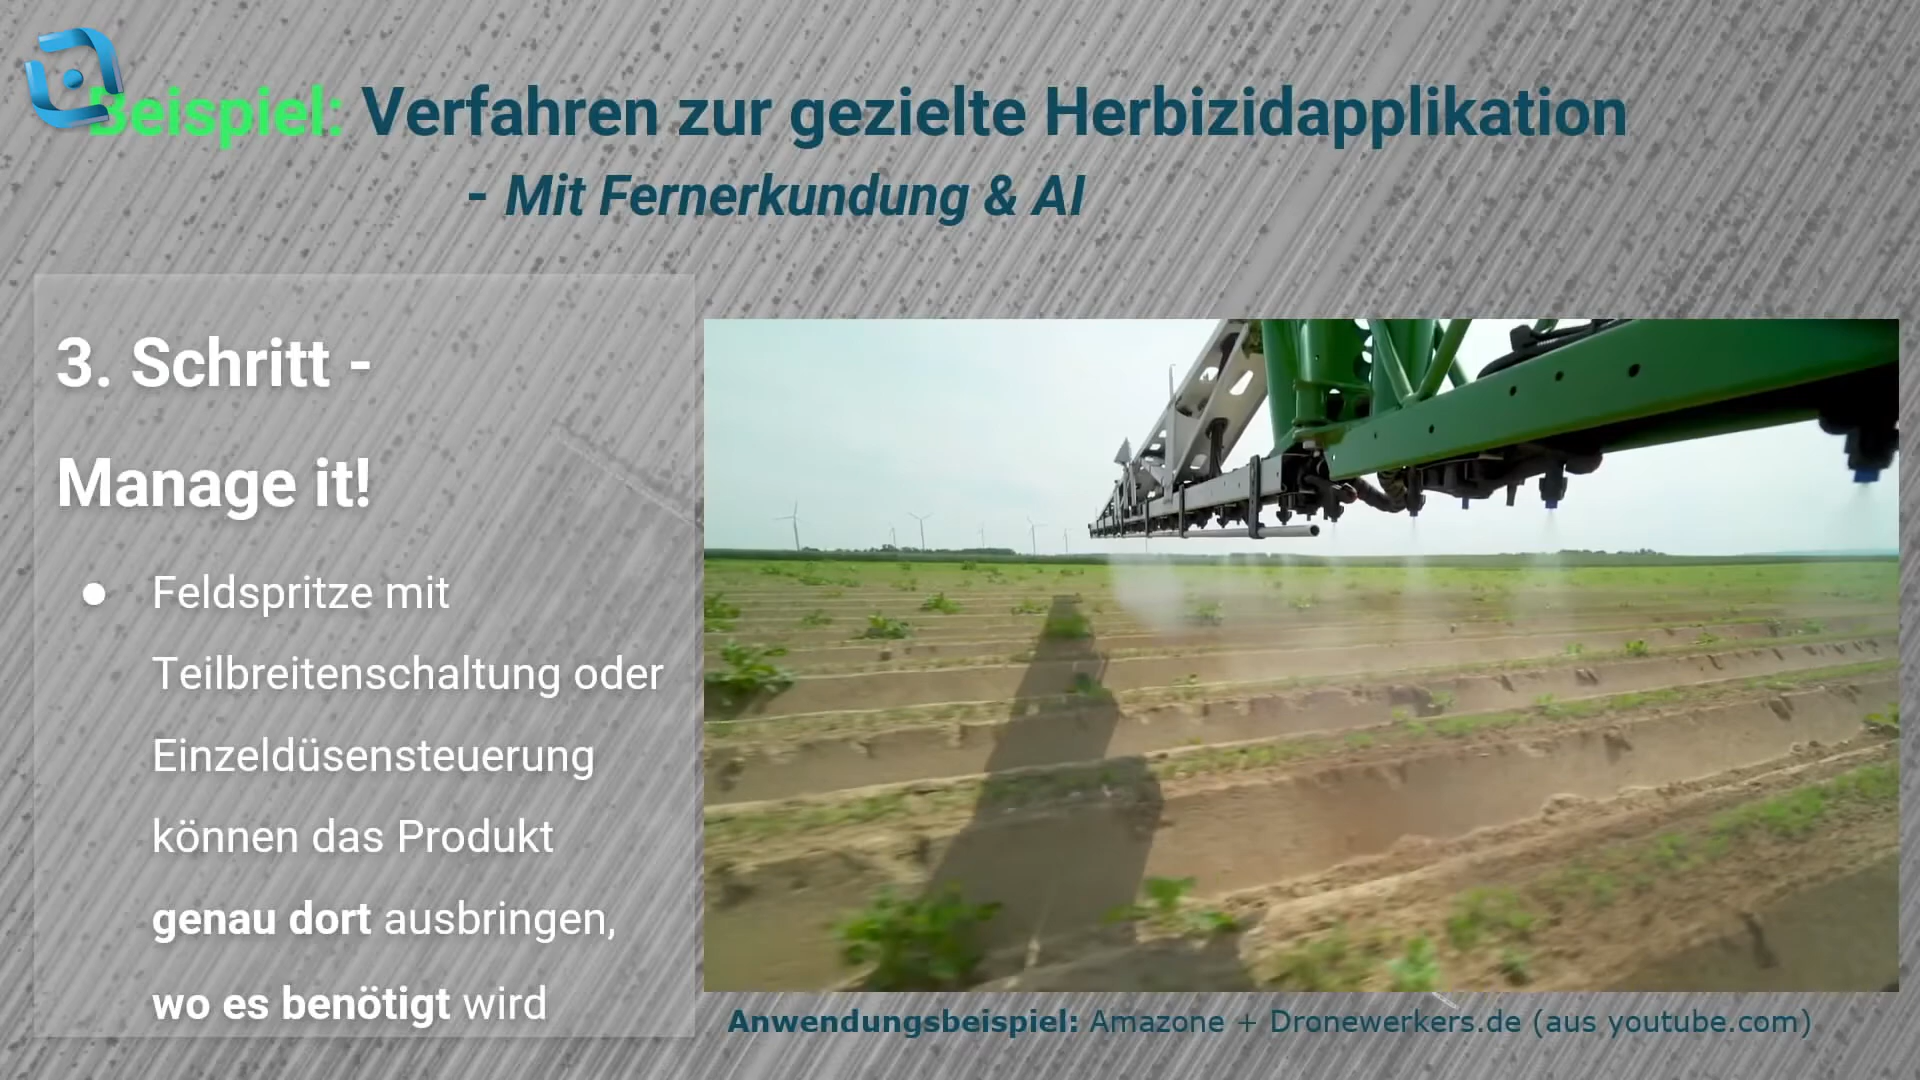 Beispiel: Verfahren zur gezielte Herbizidapplikation
- Mit Fernerkundung & AI
3. Schritt -
Manage it!
● Feldspritze mit
Teilbreitenschaltung oder
Einzeldüsensteuerung
können das Produkt
genau dort ausbringen,
wo es benötigt wird
Anwendungsbeispiel: Amazone + Dronewerkers.de (aus youtube.com)